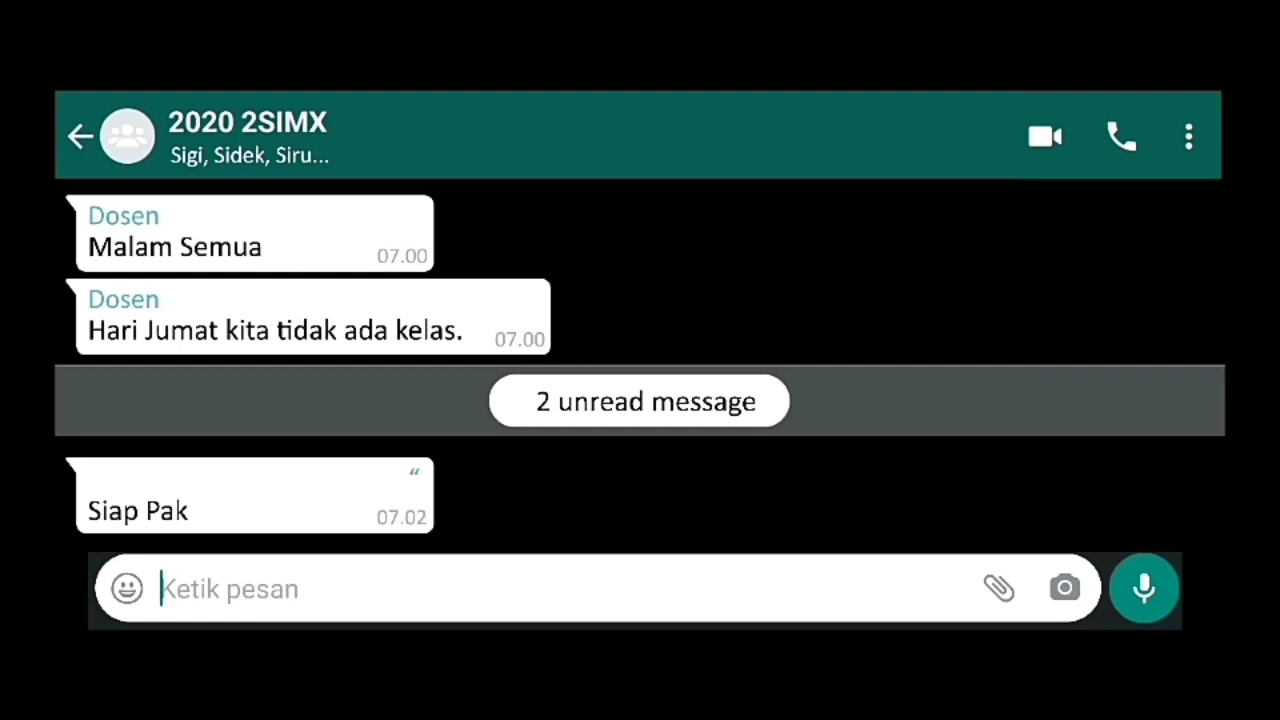 2020 2SIMX
Sigi, Sidek, Siru...
Dosen
Malam Semua
07.00
Dosen
Hari Jumat kita tidak ada kelas.
07.00
2 unread message
“
Siap Pak
07.02
Ketik pesan